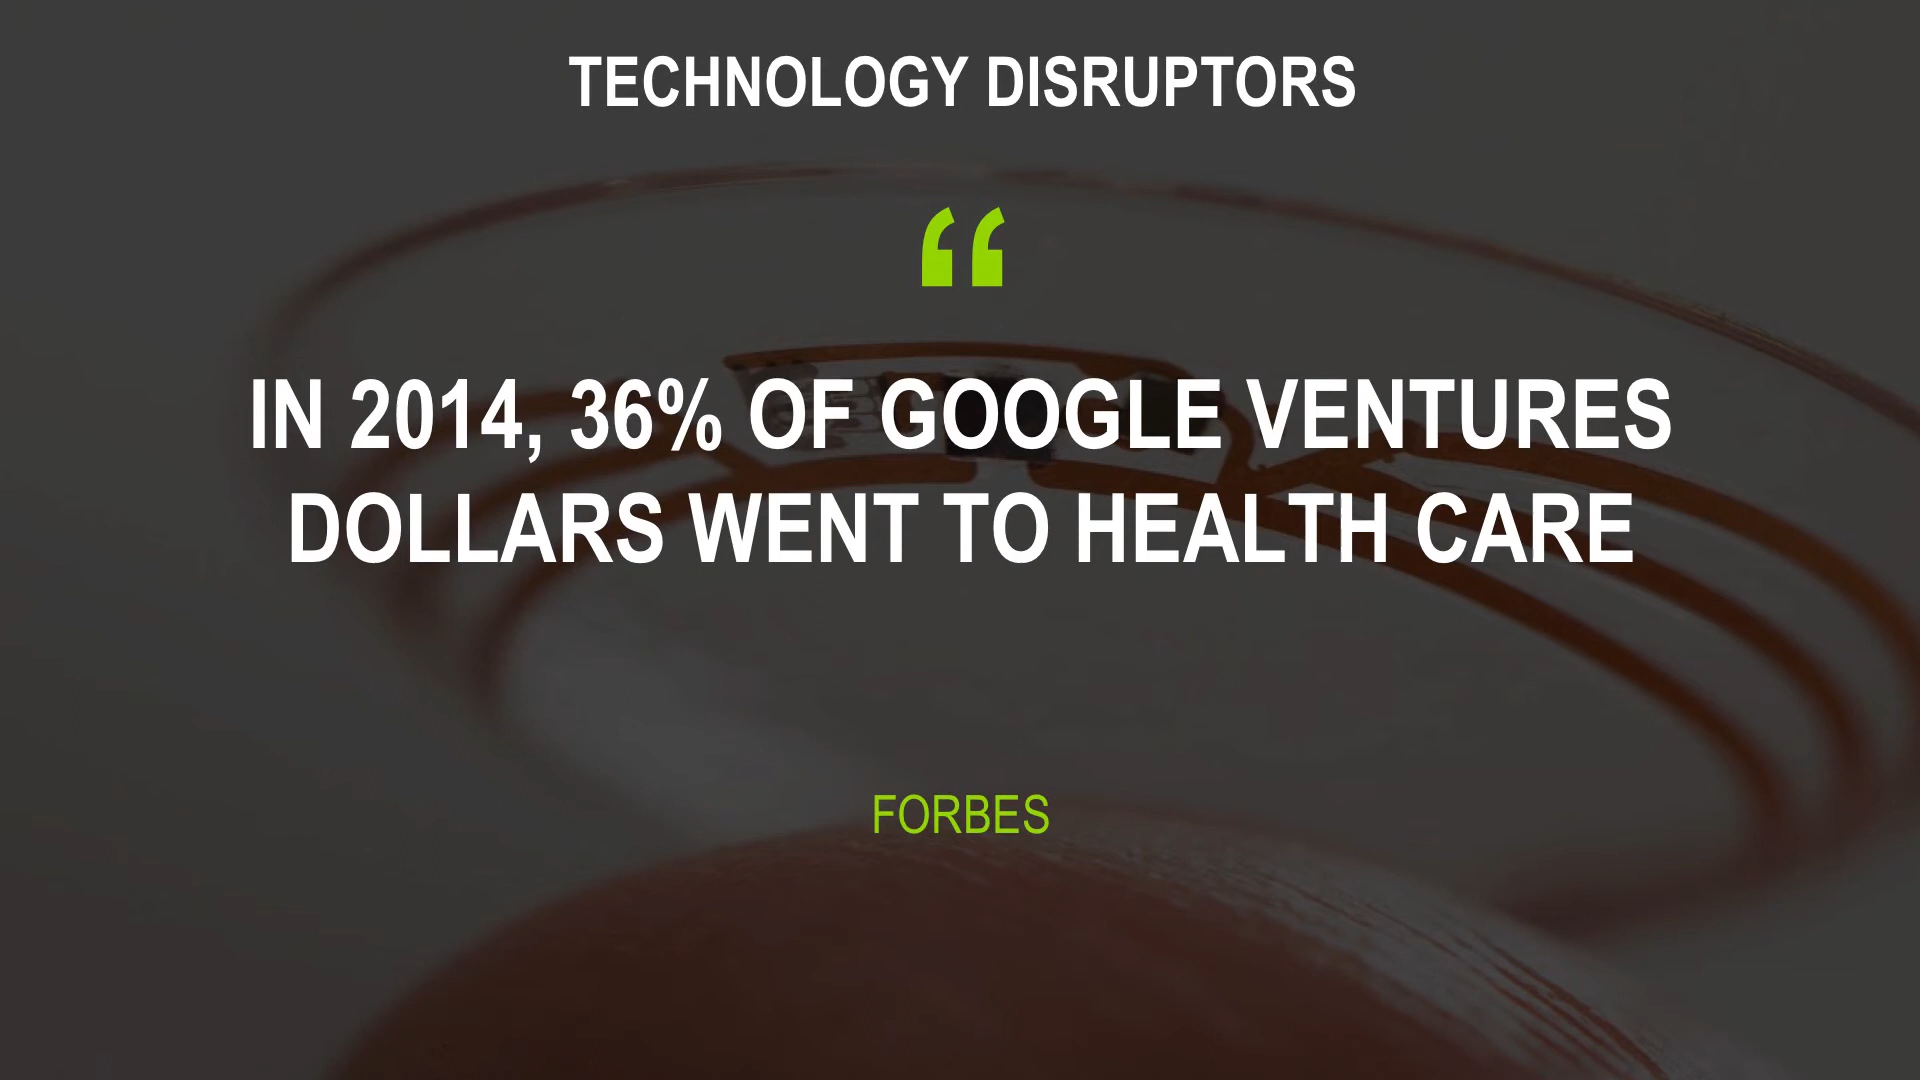 TECHNOLOGY DISRUPTORS
“
IN 2014, 36% OF GOOGLE VENTURES
DOLLARS WENT TO HEALTH CARE
FORBES